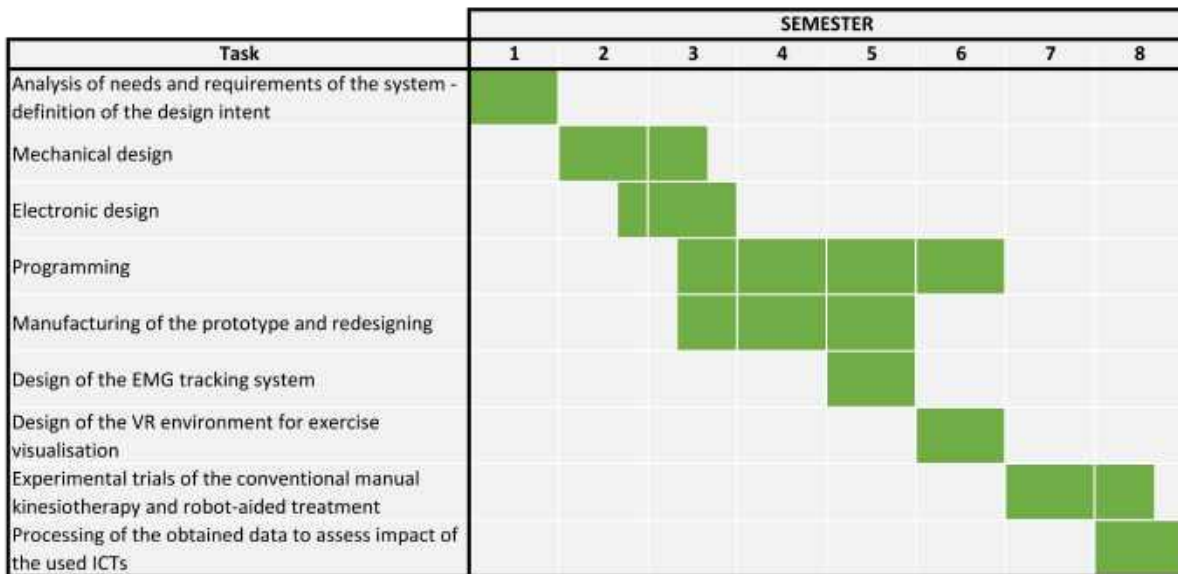 SEMESTER
Task 1 2 3 4 5 6 7 8
Analysis of needs and requirements of the system -
definition of the design intent
Mechanical design
Electronic design
Programming
Manufacturing of the prototype and redesigning
Design of the EMG tracking system
Design of the VR environment for exercise
visualisation
Experimental trials of the conventional manual
kinesiotherapy and robot-aided treatment
Processing of the obtained data to assess impact of
the used ICTs